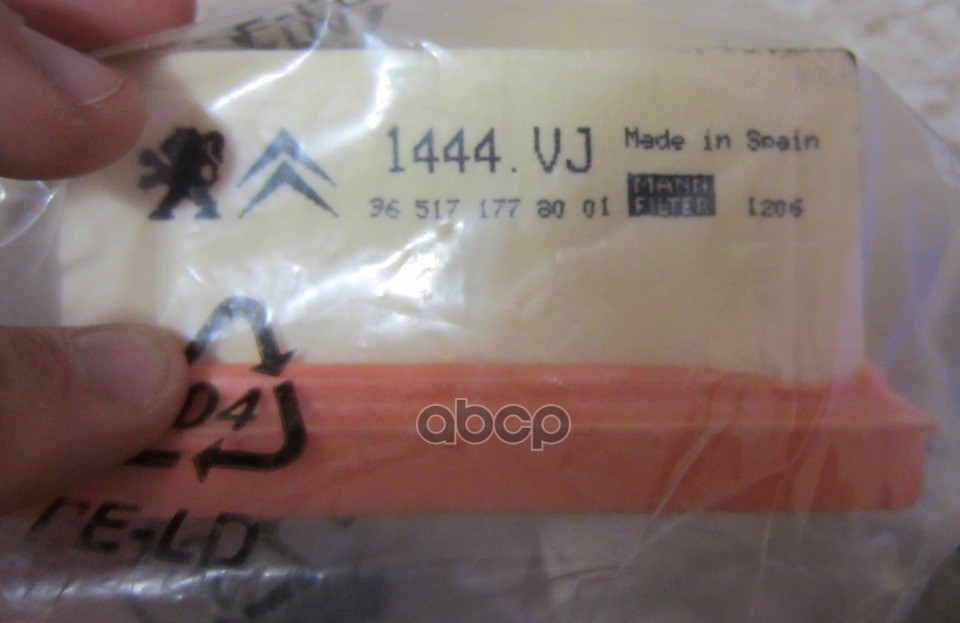 1444.VJ Made in Spain
96 517 177 80 01 MANN FILTER 1206
04
abcp
PE-LD